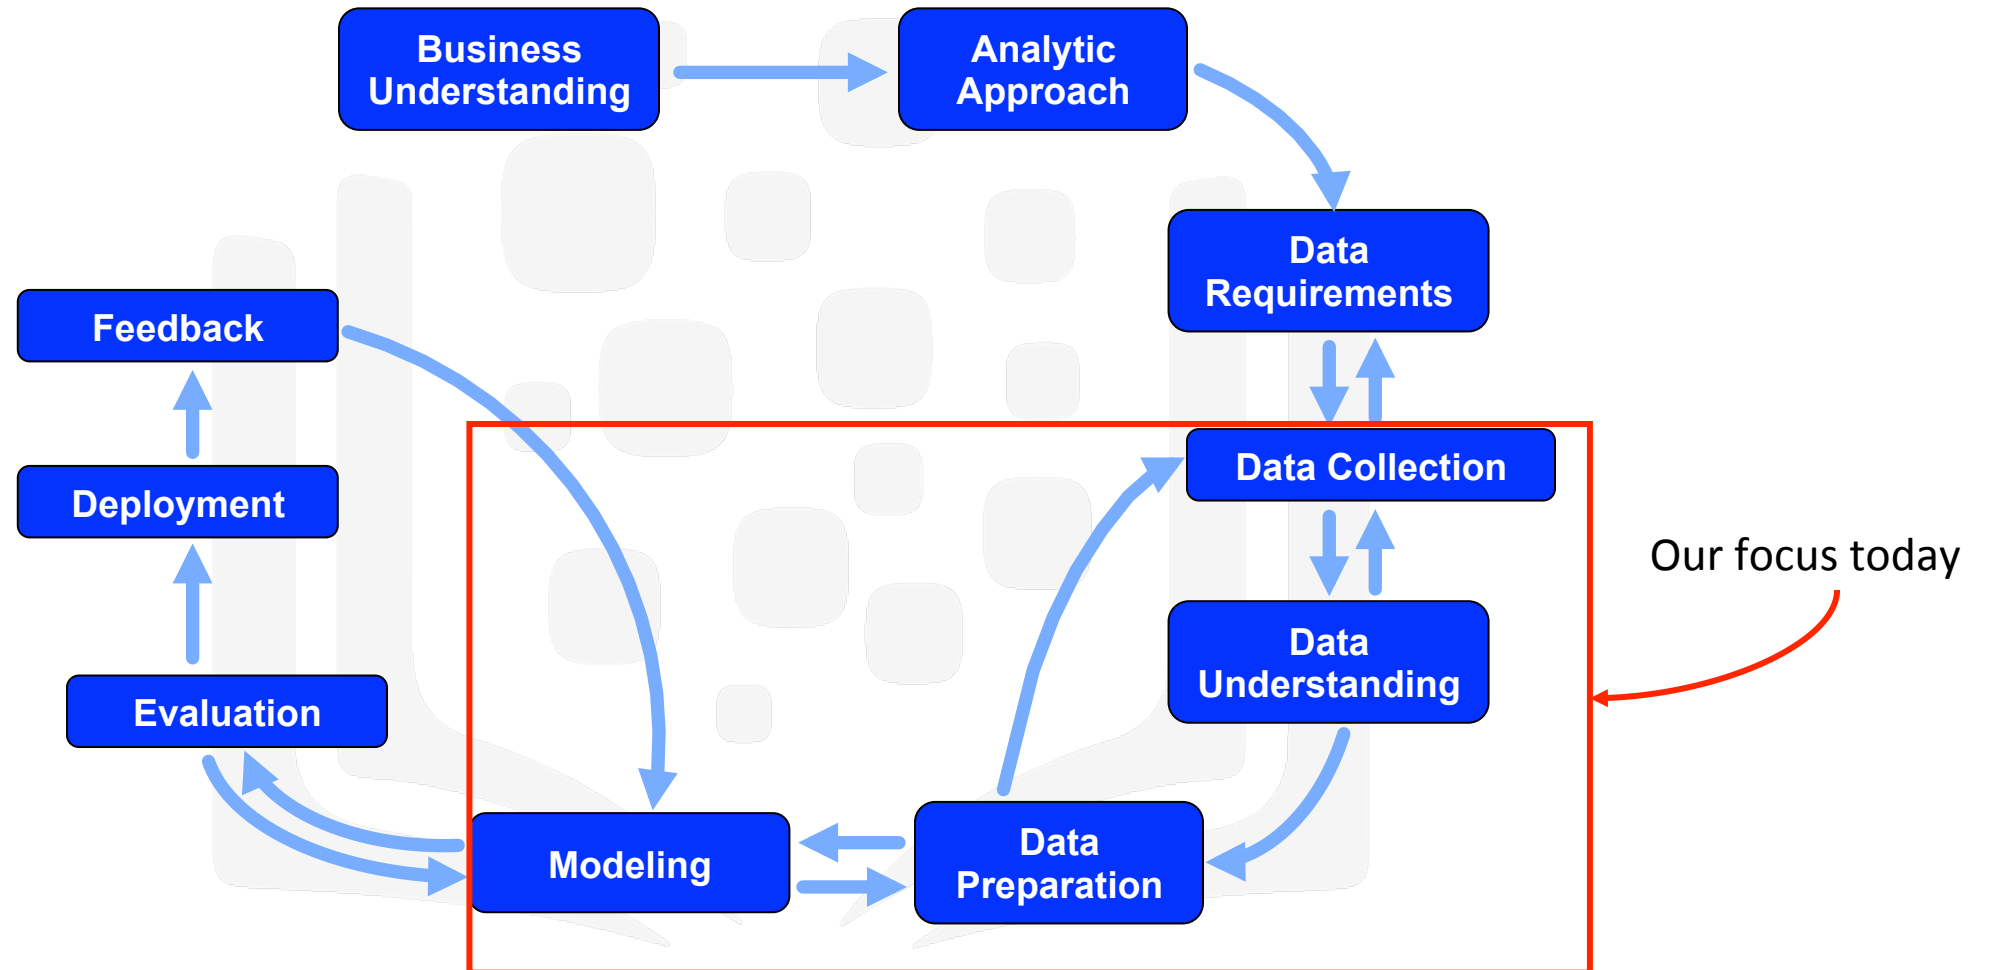 Business
Understanding
Analytic
Approach
Data
Requirements
Feedback
Data Collection
Deployment
Our focus today
Data
Understanding
Evaluation
Modeling
Data
Preparation